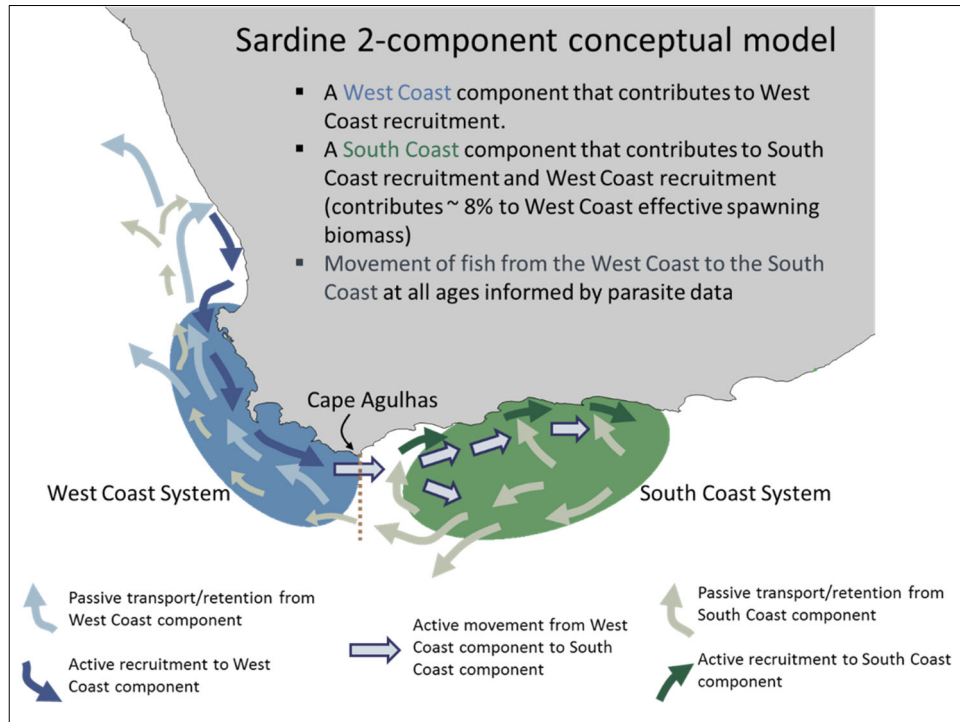 Sardine 2-component conceptual model
▪ A West Coast component that contributes to West
Coast recruitment.
▪ A South Coast component that contributes to South
Coast recruitment and West Coast recruitment
(contributes ~ 8% to West Coast effective spawning
biomass)
▪ Movement of fish from the West Coast to the South
Coast at all ages informed by parasite data
Cape Agulhas
West Coast System
South Coast System
Passive transport/retention from
West Coast component
Active recruitment to West
Coast component
Active movement from West
Coast component to South
Coast component
Passive transport/retention from
South Coast component
Active recruitment to South Coast
component